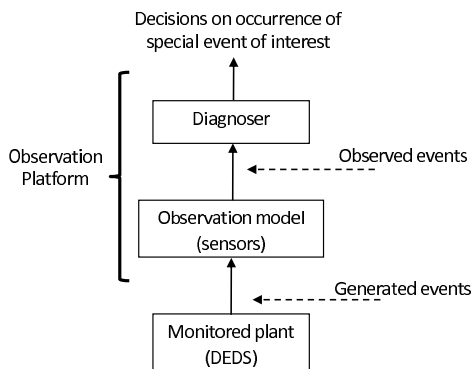 Decisions on occurrence of
special event of interest
Diagnoser
Observed events
Observation
Platform
Observation model
(sensors)
Generated events
Monitored plant
(DEDS)